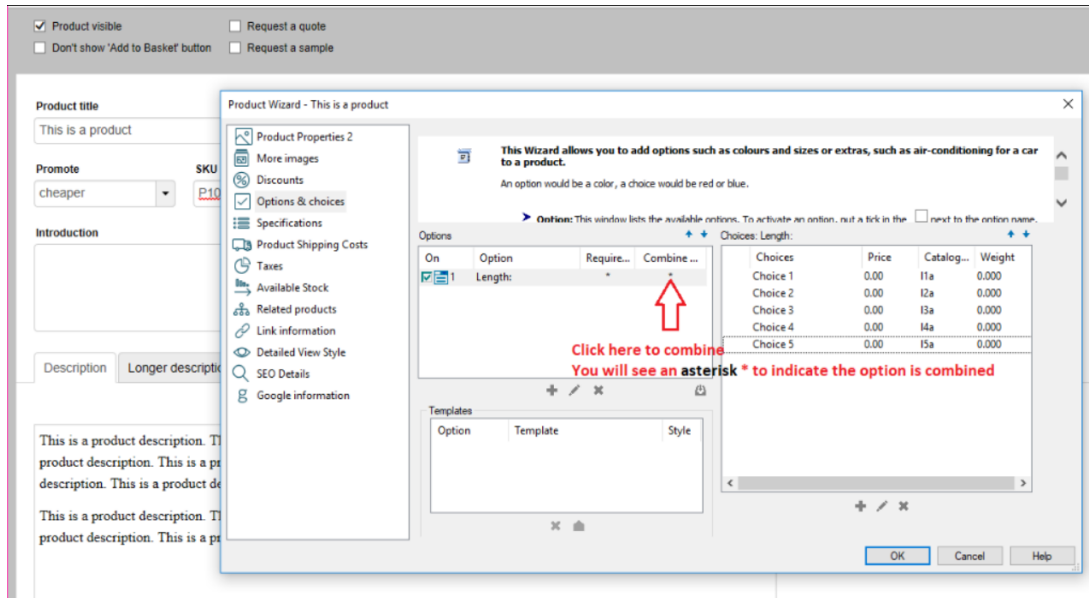 Product visible
Request a quote
Don't show 'Add to Basket' button
Request a sample
Product title
This is a product
Promote
SKU
cheaper
P10
Introduction
Description
Longer descriptio
This is a product description. Tl
product description. This is a pr
description. This is a product de
This is a product description. Tl
product description. This is a pr
Product Wizard - This is a product
Product Properties 2
More images
Discounts
Options & choices
Specifications
Product Shipping Costs
Taxes
Available Stock
Related products
Link information
Detailed View Style
SEO Details
Google information
This Wizard allows you to add options such as colours and sizes or extras, such as air-conditioning for a car
to a product.
An option would be a color, a choice would be red or blue.
Option: This window lists the available options. To activate an option, put a tick in the next to the option name.
Options
On Option Require... Combine ...
1 Length: * *
Click here to combine
You will see an asterisk * to indicate the option is combined
Templates
Option Template Style
Choices: Length:
Choices Price Catalog... Weight
Choice 1 0.00 l1a 0.000
Choice 2 0.00 l2a 0.000
Choice 3 0.00 l3a 0.000
Choice 4 0.00 l4a 0.000
Choice 5 0.00 l5a 0.000
OK
Cancel
Help